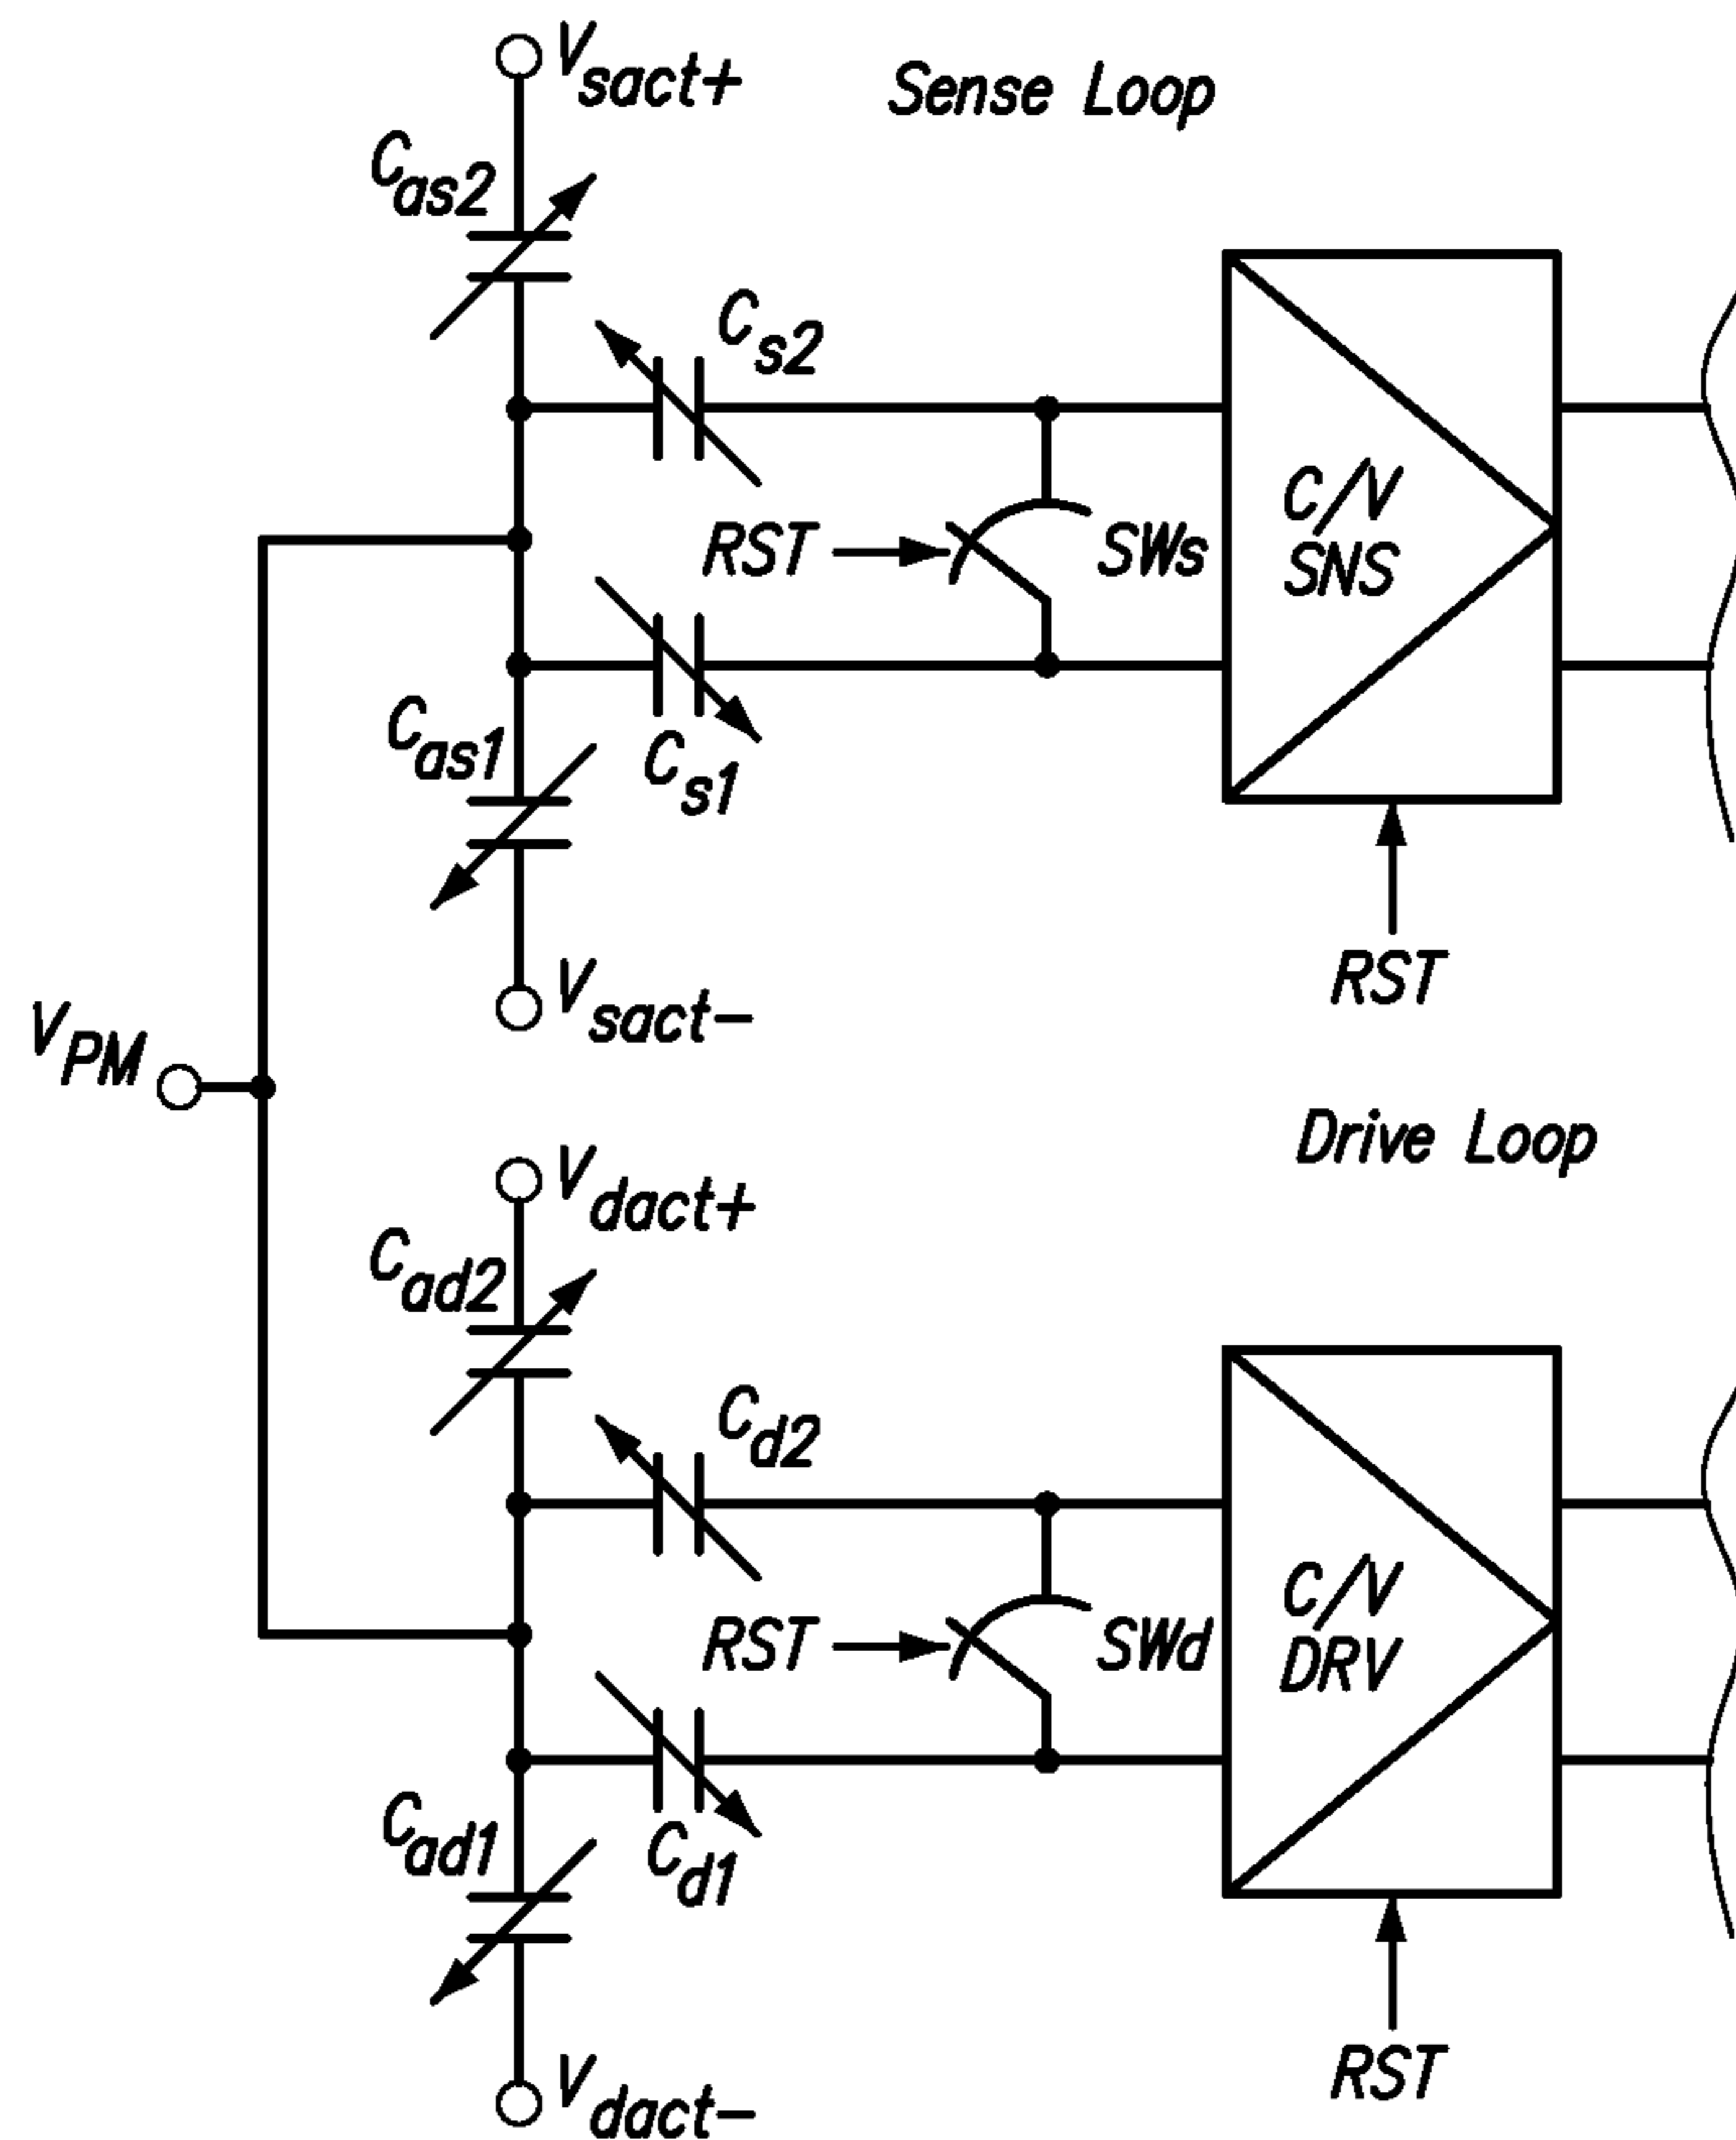 Vsact+
Sense Loop
Cas2
Cs2
RST
SWs
C/V
SNS
Cas1
Cs1
RST
Vsact-
VPM
Drive Loop
Vdact+
Cad2
Cd2
RST
SWd
C/V
DRV
Cad1
Cd1
RST
Vdact-